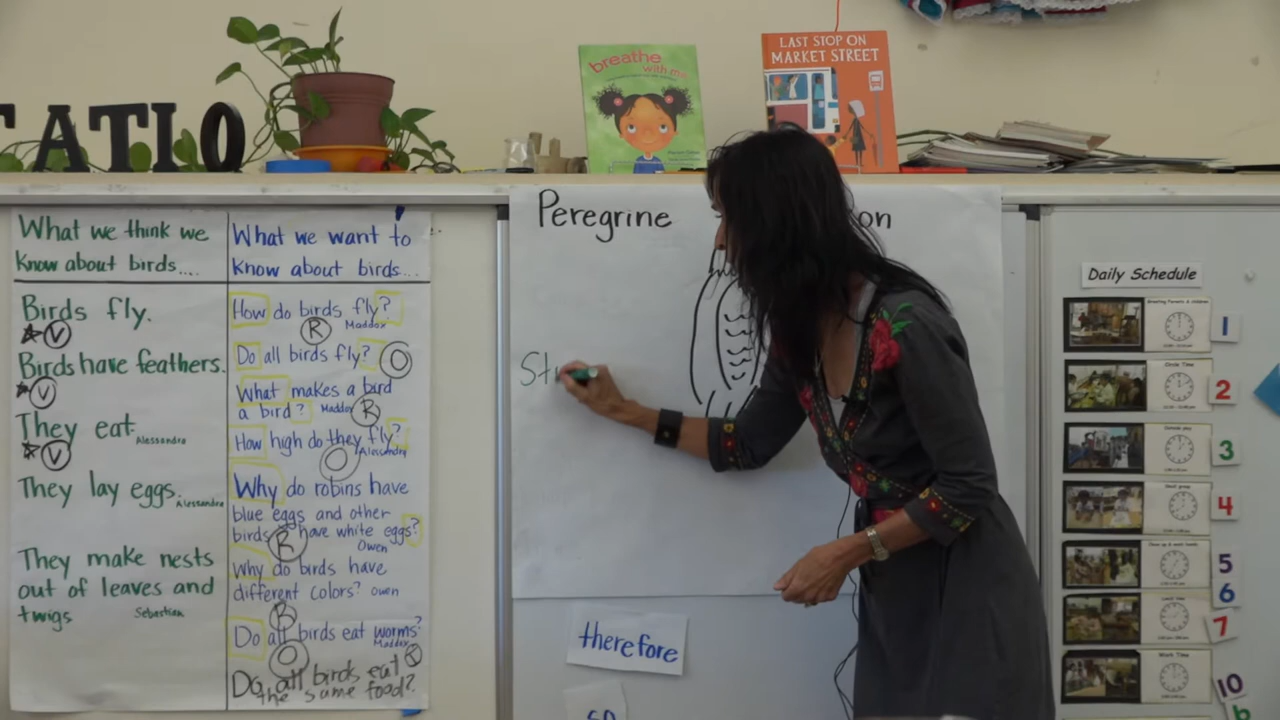 TATIO
breathe
with me
LAST STOP ON
MARKET STREET
What we think we
know about birds....
Birds fly.
V
Birds have feathers.
V
They eat.
Alessandra
V
They lay eggs.
Alessandra
They make nests
out of leaves and
twigs
Sebastian
What we want to
know about birds....
How do birds fly?
R
Maddox
Do all birds fly?
O
What makes a bird
a bird?
Maddox
R
How high do they fly?
Alessandra
O
Why do robins have
blue eggs and other
birds have white eggs?
R
Owen
Why do birds have
different colors? Owen
R
Do all birds eat worms?
Maddox
R
O
Do all birds eat
the same food?
Peregrine
on
St
therefore
so
Daily Schedule
1
2
3
4
5
6
7
10